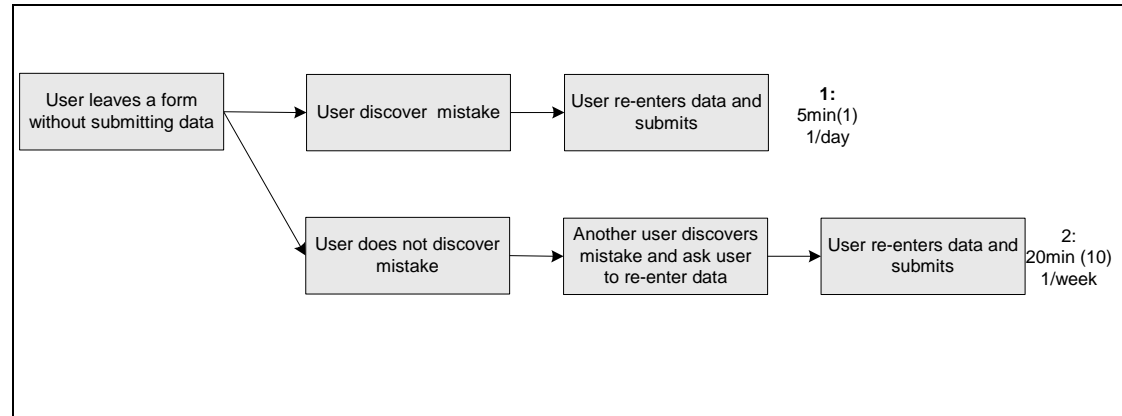 User leaves a form
without submitting data
User discover mistake
User re-enters data and
submits
1:
5min(1)
1/day
User does not discover
mistake
Another user discovers
mistake and ask user
to re-enter data
User re-enters data and
submits
2:
20min (10)
1/week